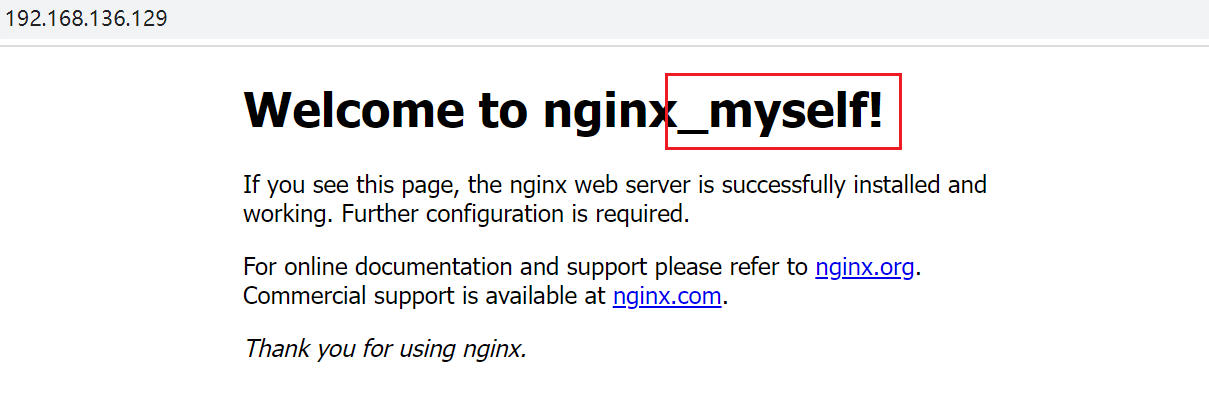 192.168.136.129
Welcome to nginx_myself!
If you see this page, the nginx web server is successfully installed and
working. Further configuration is required.
For online documentation and support please refer to nginx.org.
Commercial support is available at nginx.com.
Thank you for using nginx.